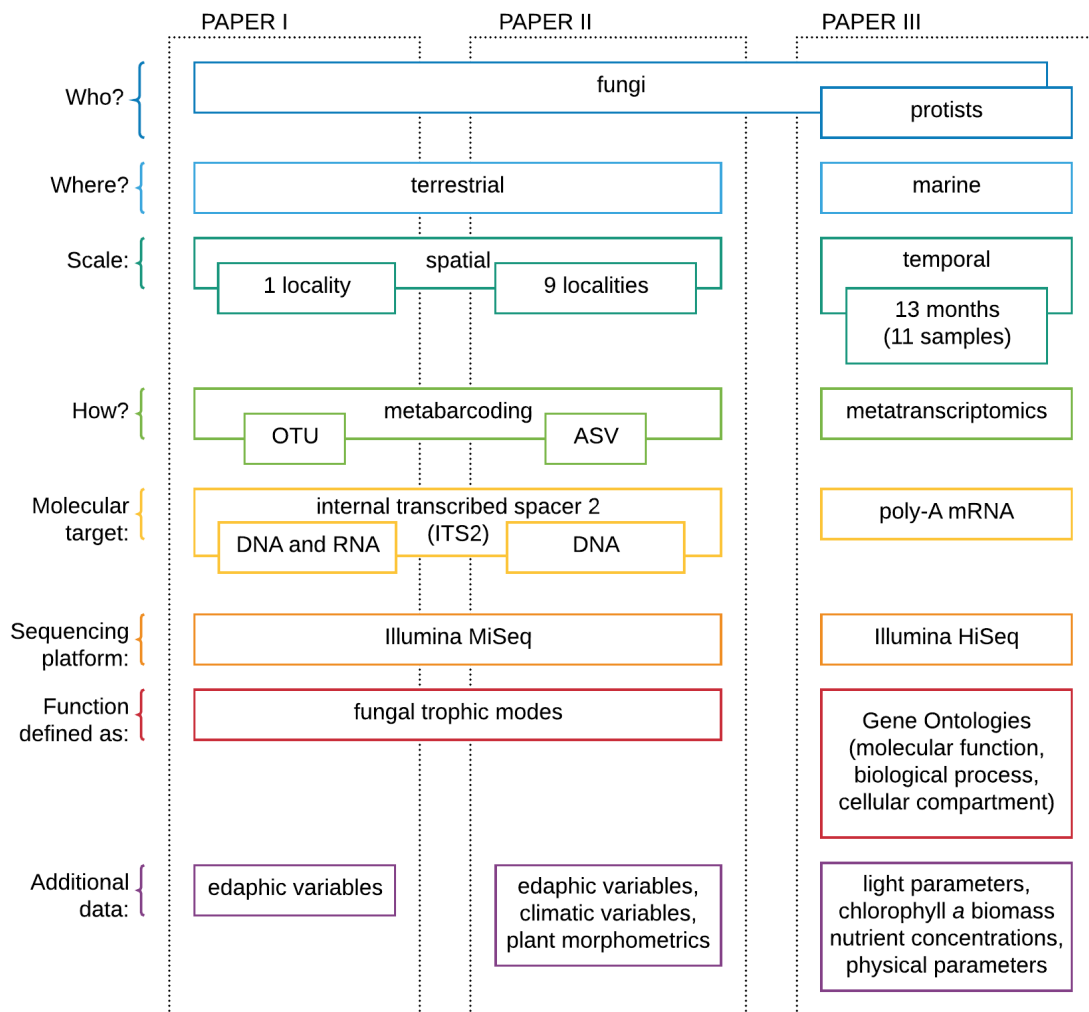 PAPER I
PAPER II
PAPER III
Who?
fungi
protists
Where?
terrestrial
marine
Scale:
spatial
1 locality
9 localities
temporal
13 months
(11 samples)
How?
metabarcoding
OTU
ASV
metatranscriptomics
Molecular
target:
internal transcribed spacer 2
(ITS2)
DNA and RNA
DNA
poly-A mRNA
Sequencing
platform:
Illumina MiSeq
Illumina HiSeq
Function
defined as:
fungal trophic modes
Gene Ontologies
(molecular function,
biological process,
cellular compartment)
Additional
data:
edaphic variables
edaphic variables,
climatic variables,
plant morphometrics
light parameters,
chlorophyll a biomass
nutrient concentrations,
physical parameters